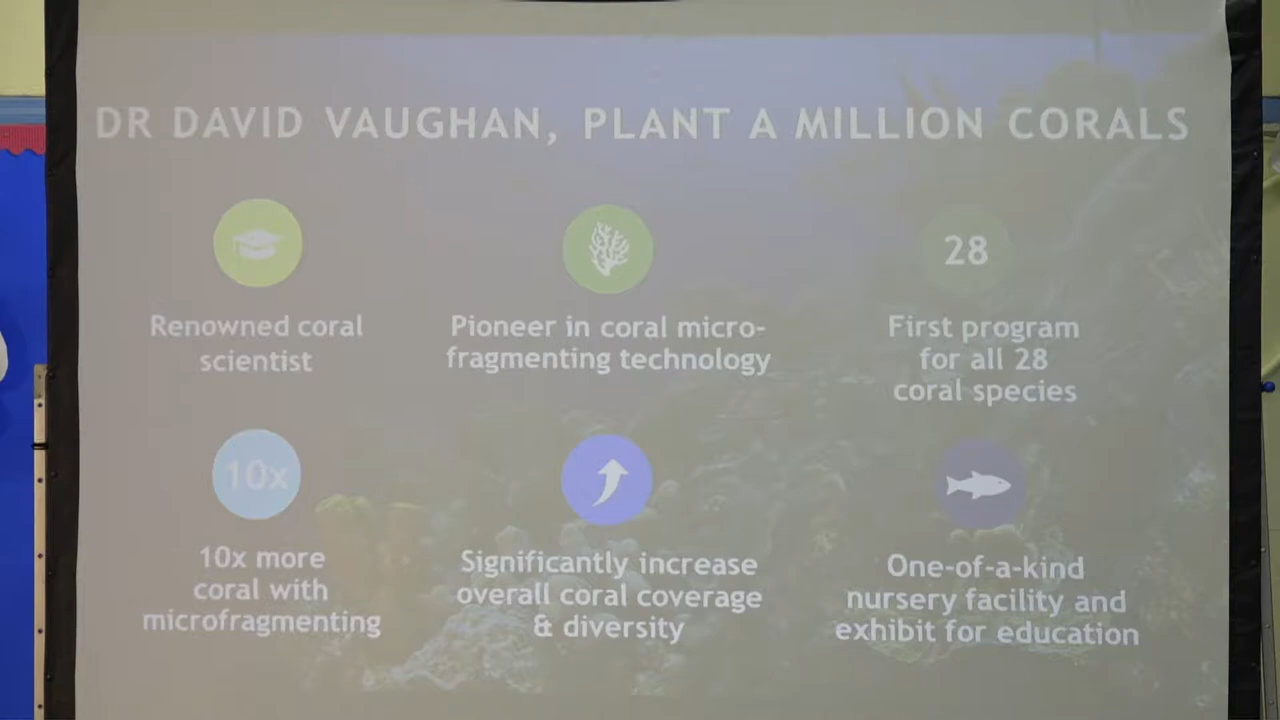 DR DAVID VAUGHAN, PLANT A MILLION CORALS
Renowned coral
scientist
Pioneer in coral micro-
fragmenting technology
28
First program
for all 28
coral species
10x
10x more
coral with
microfragmenting
Significantly increase
overall coral coverage
& diversity
One-of-a-kind
nursery facility and
exhibit for education